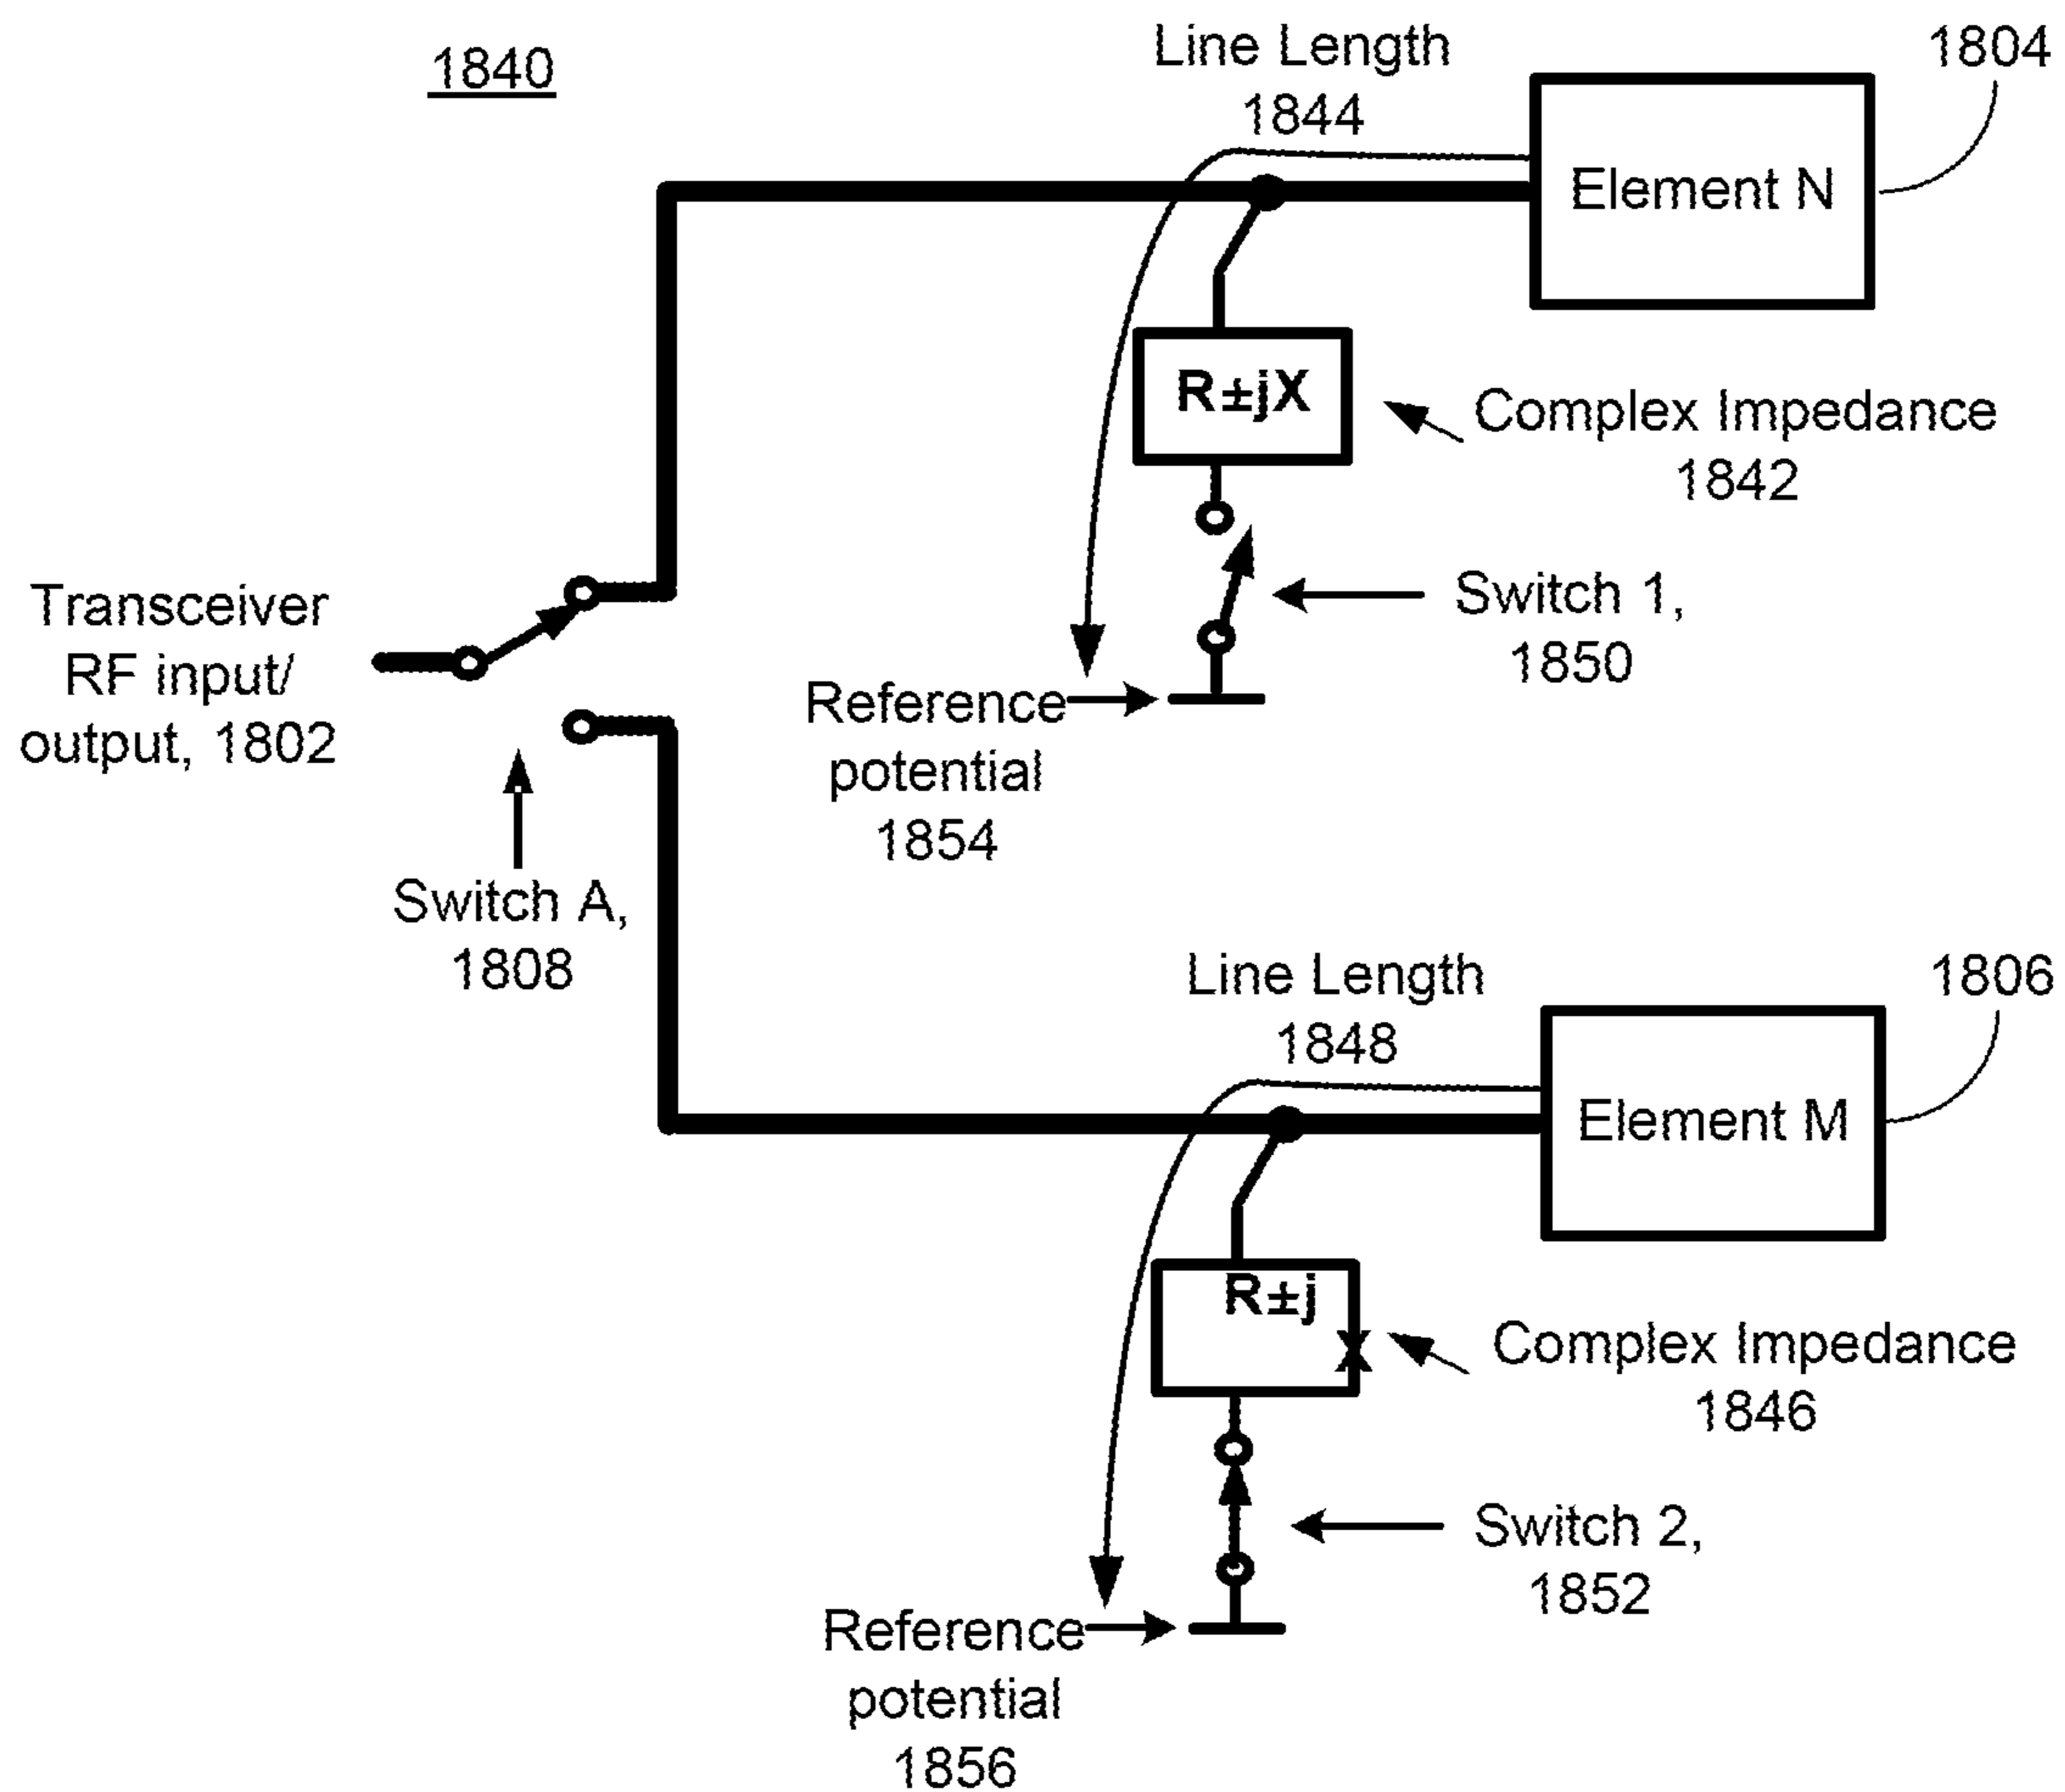 1840
Line Length
1844
1804
Element N
R±jX
Complex Impedance
1842
Transceiver
RF input/
output, 1802
Switch 1,
1850
Reference
potential
1854
Switch A,
1808
Line Length
1848
1806
Element M
R±j
X
Complex Impedance
1846
Switch 2,
1852
Reference
potential
1856